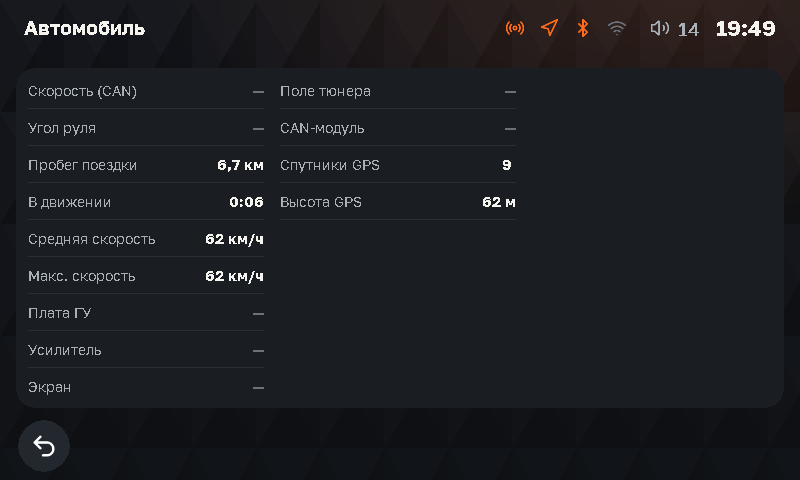 Автомобиль
14 19:49
Скорость (CAN) —
Угол руля —
Пробег поездки 6,7 км
В движении 0:06
Средняя скорость 62 км/ч
Макс. скорость 62 км/ч
Плата ГУ —
Усилитель —
Экран —
Поле тюнера —
CAN-модуль —
Спутники GPS 9
Высота GPS 62 м